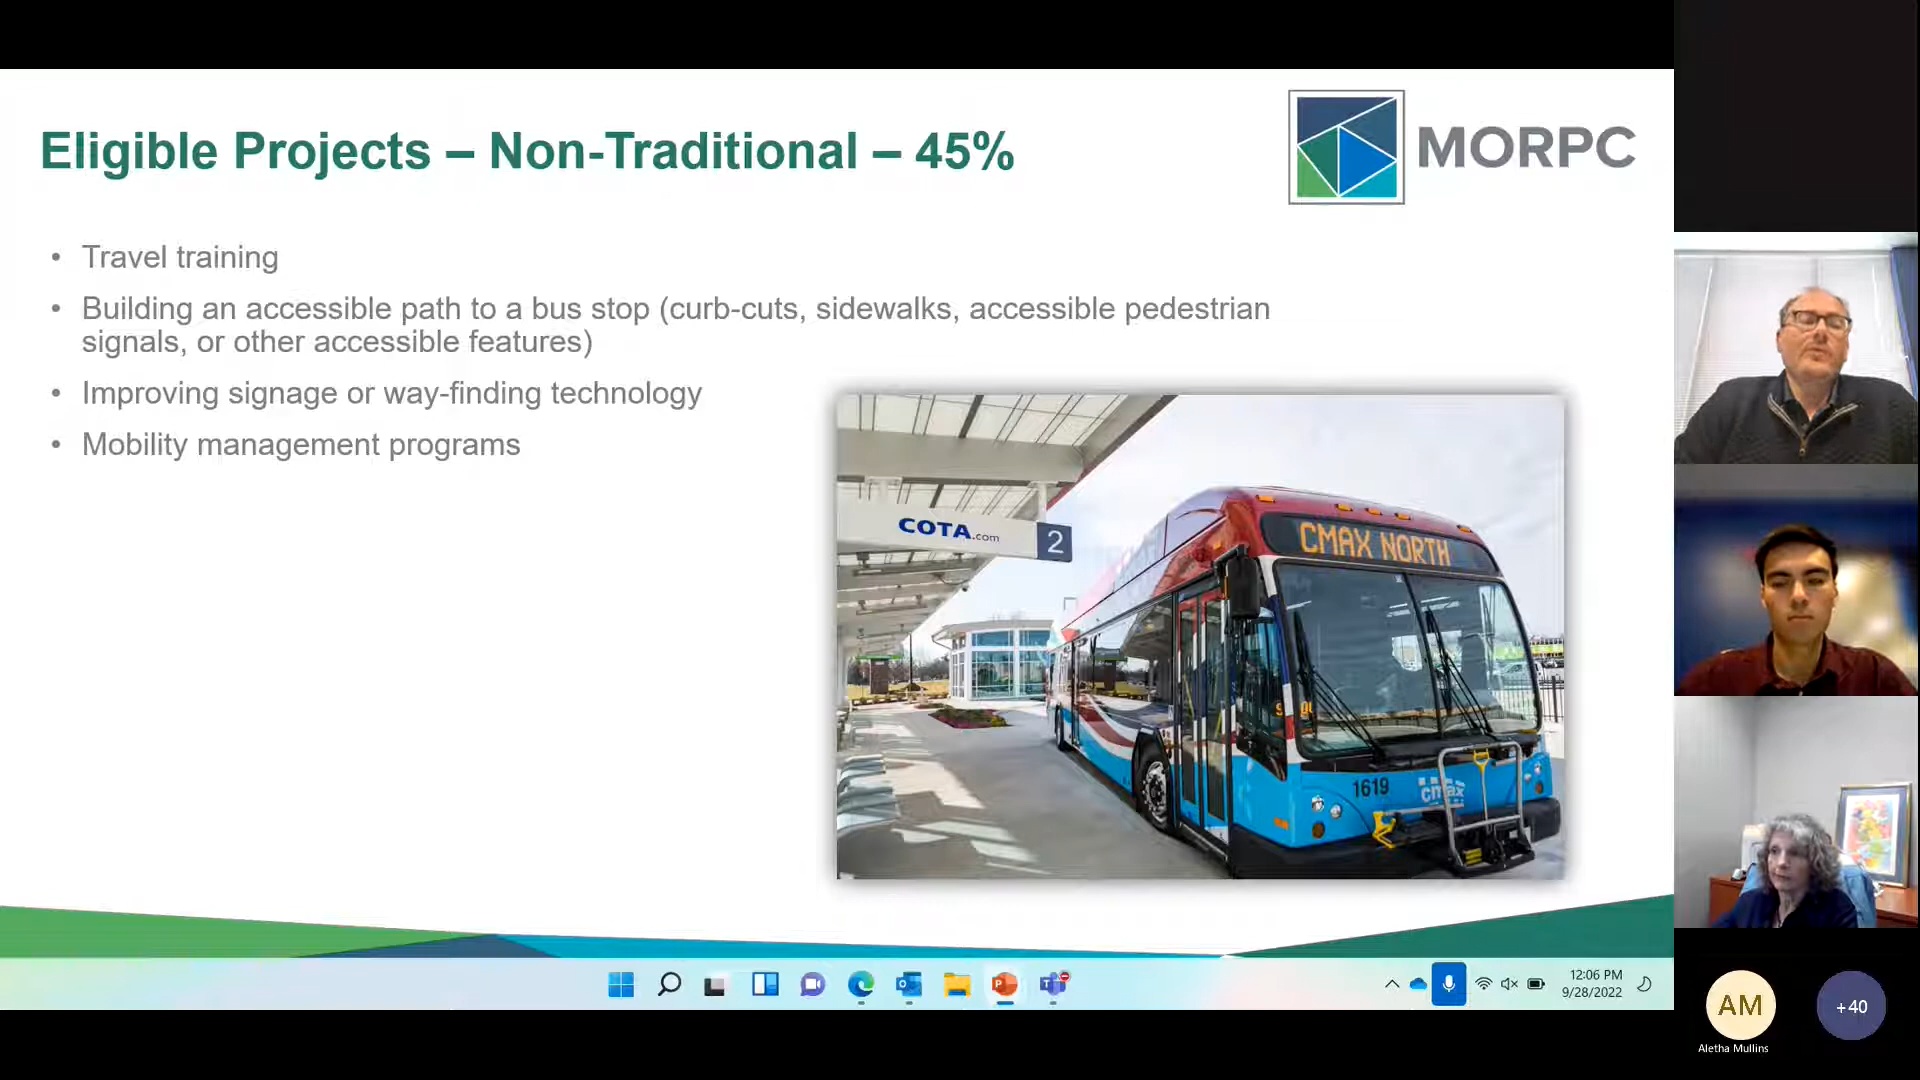 Eligible Projects – Non-Traditional – 45%
MORPC
• Travel training
• Building an accessible path to a bus stop (curb-cuts, sidewalks, accessible pedestrian
signals, or other accessible features)
• Improving signage or way-finding technology
• Mobility management programs
COTA.com 2
CMAX NORTH
1619
cmax
12:06 PM
9/28/2022
AM
+40
Aletha Mullins